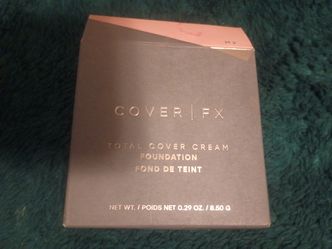 COVER | FX
TOTAL COVER CREAM
FOUNDATION
FOND DE TEINT
NET WT. / POIDS NET 0.29 OZ. / 8.50 G